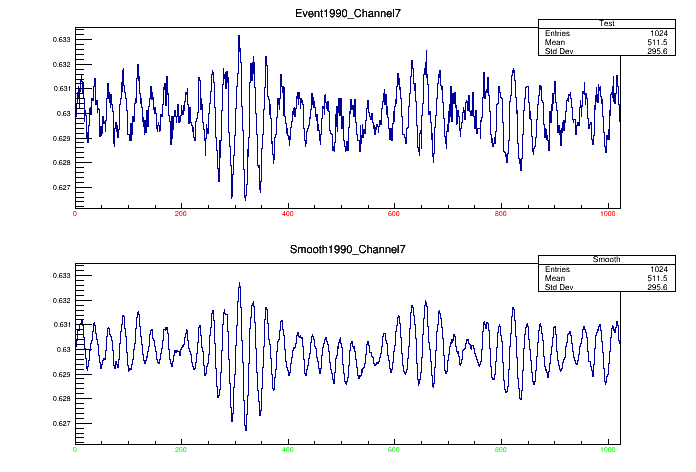 Event1990_Channel7
Test
Entries 1024
Mean 511.5
Std Dev 295.6
0.633
0.632
0.631
0.63
0.629
0.628
0.627
0 200 400 600 800 1000
Smooth1990_Channel7
Smooth
Entries 1024
Mean 511.5
Std Dev 295.6
0.633
0.632
0.631
0.63
0.629
0.628
0.627
0 200 400 600 800 1000